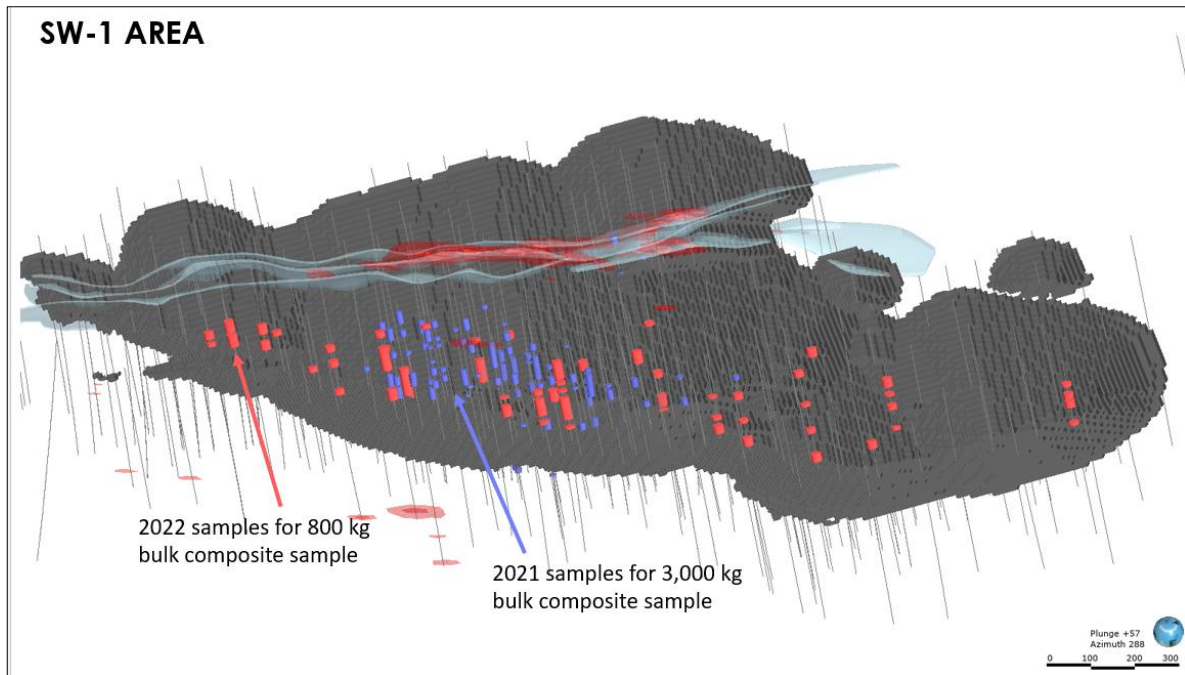 SW-1 AREA
2022 samples for 800 kg
bulk composite sample
2021 samples for 3,000 kg
bulk composite sample
Plunge +57
Azimuth 288
0 100 200 300